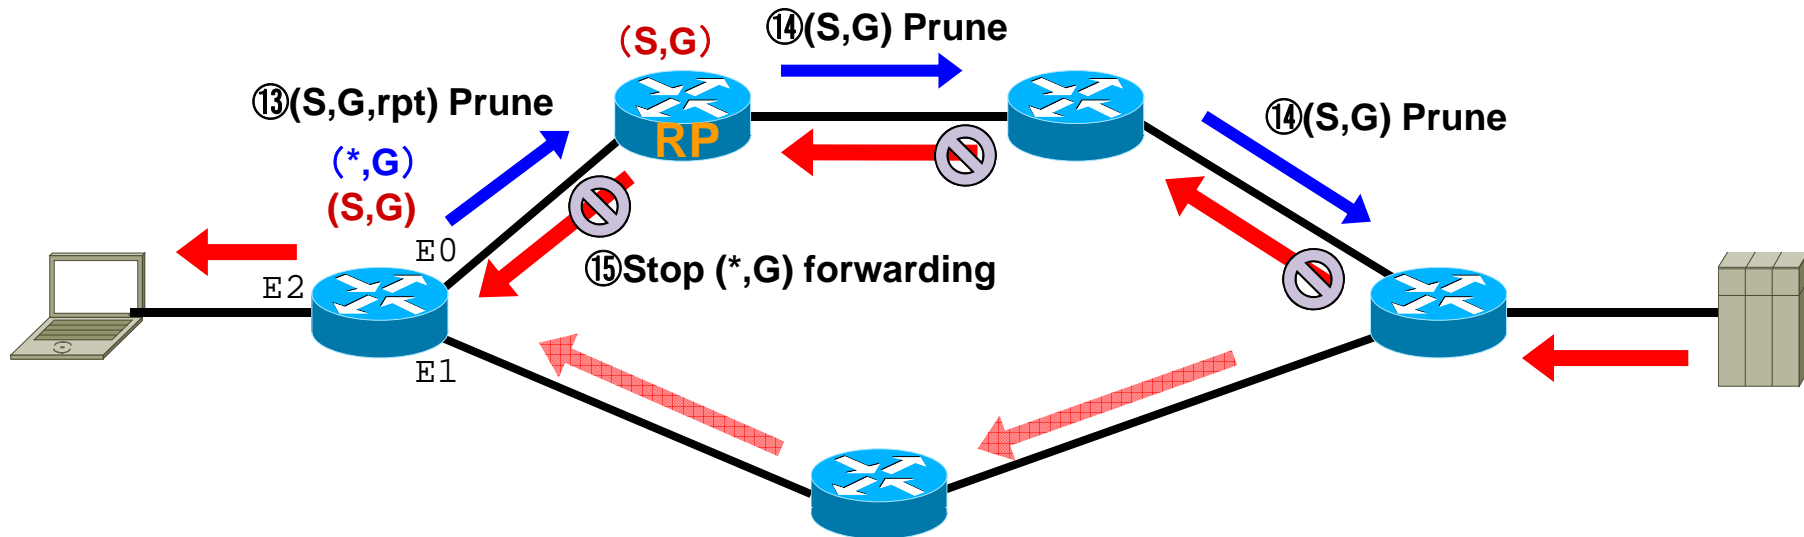 ⑭(S,G) Prune
（S,G）
⑬(S,G,rpt) Prune
⑭(S,G) Prune
RP
（*,G）
(S,G)
E0
⑮Stop (*,G) forwarding
E2
E1